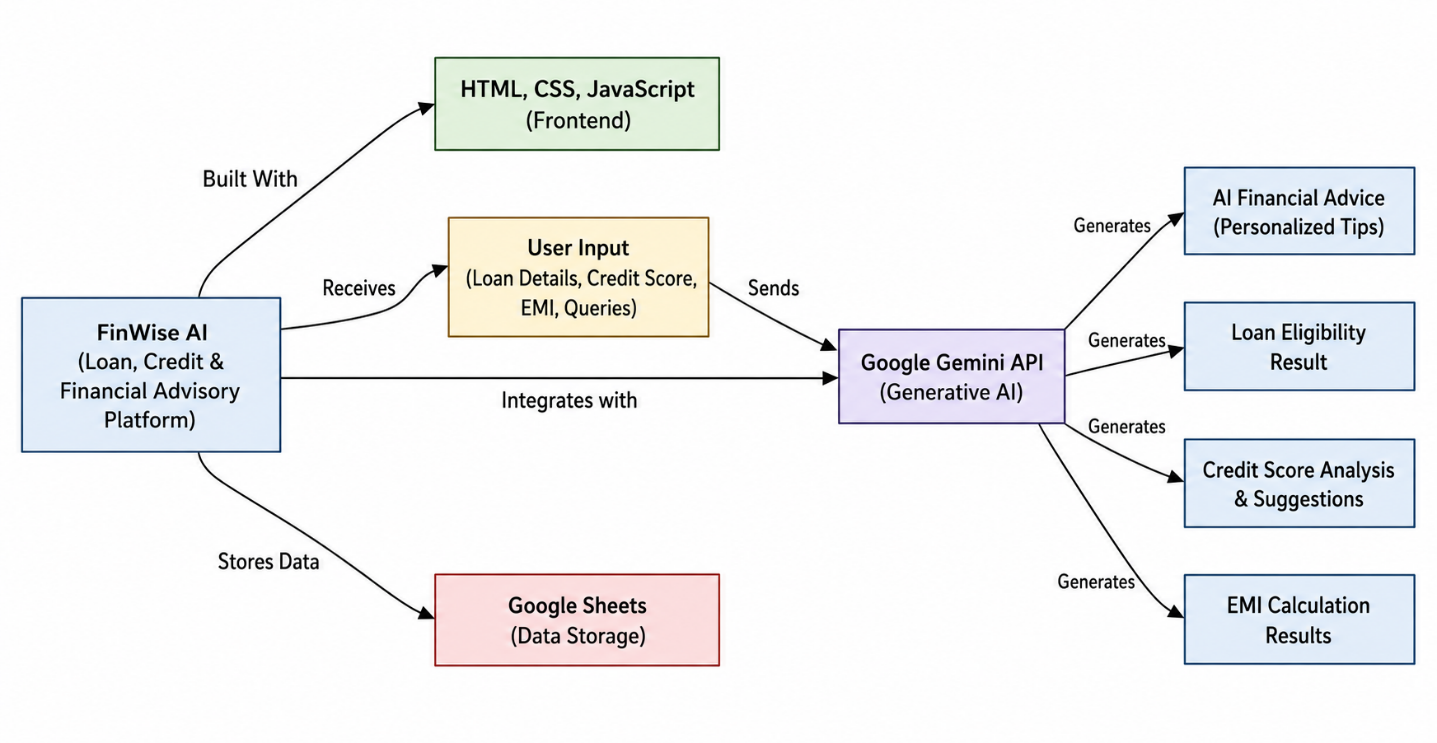 HTML, CSS, JavaScript
(Frontend)
Built With
User Input
(Loan Details, Credit Score,
EMI, Queries)
Receives
Sends
FinWise AI
(Loan, Credit &
Financial Advisory
Platform)
Integrates with
Google Gemini API
(Generative AI)
Stores Data
Google Sheets
(Data Storage)
Generates
AI Financial Advice
(Personalized Tips)
Generates
Loan Eligibility
Result
Generates
Credit Score Analysis
& Suggestions
Generates
EMI Calculation
Results